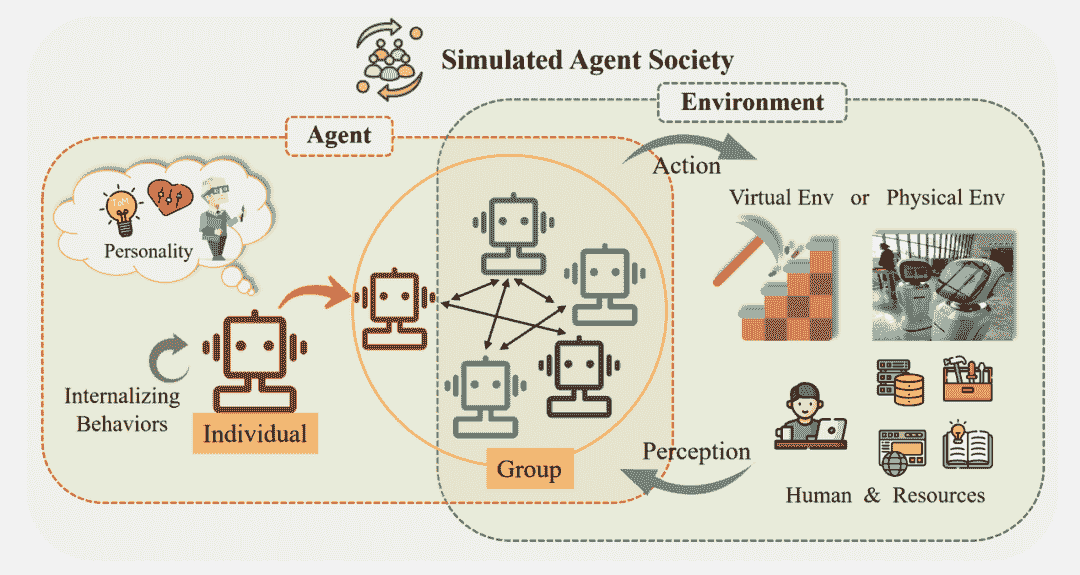 Simulated Agent Society
Environment
Agent
Action
Virtual Env or Physical Env
ToM
Personality
Internalizing
Behaviors
Individual
Group
Perception
Human & Resources